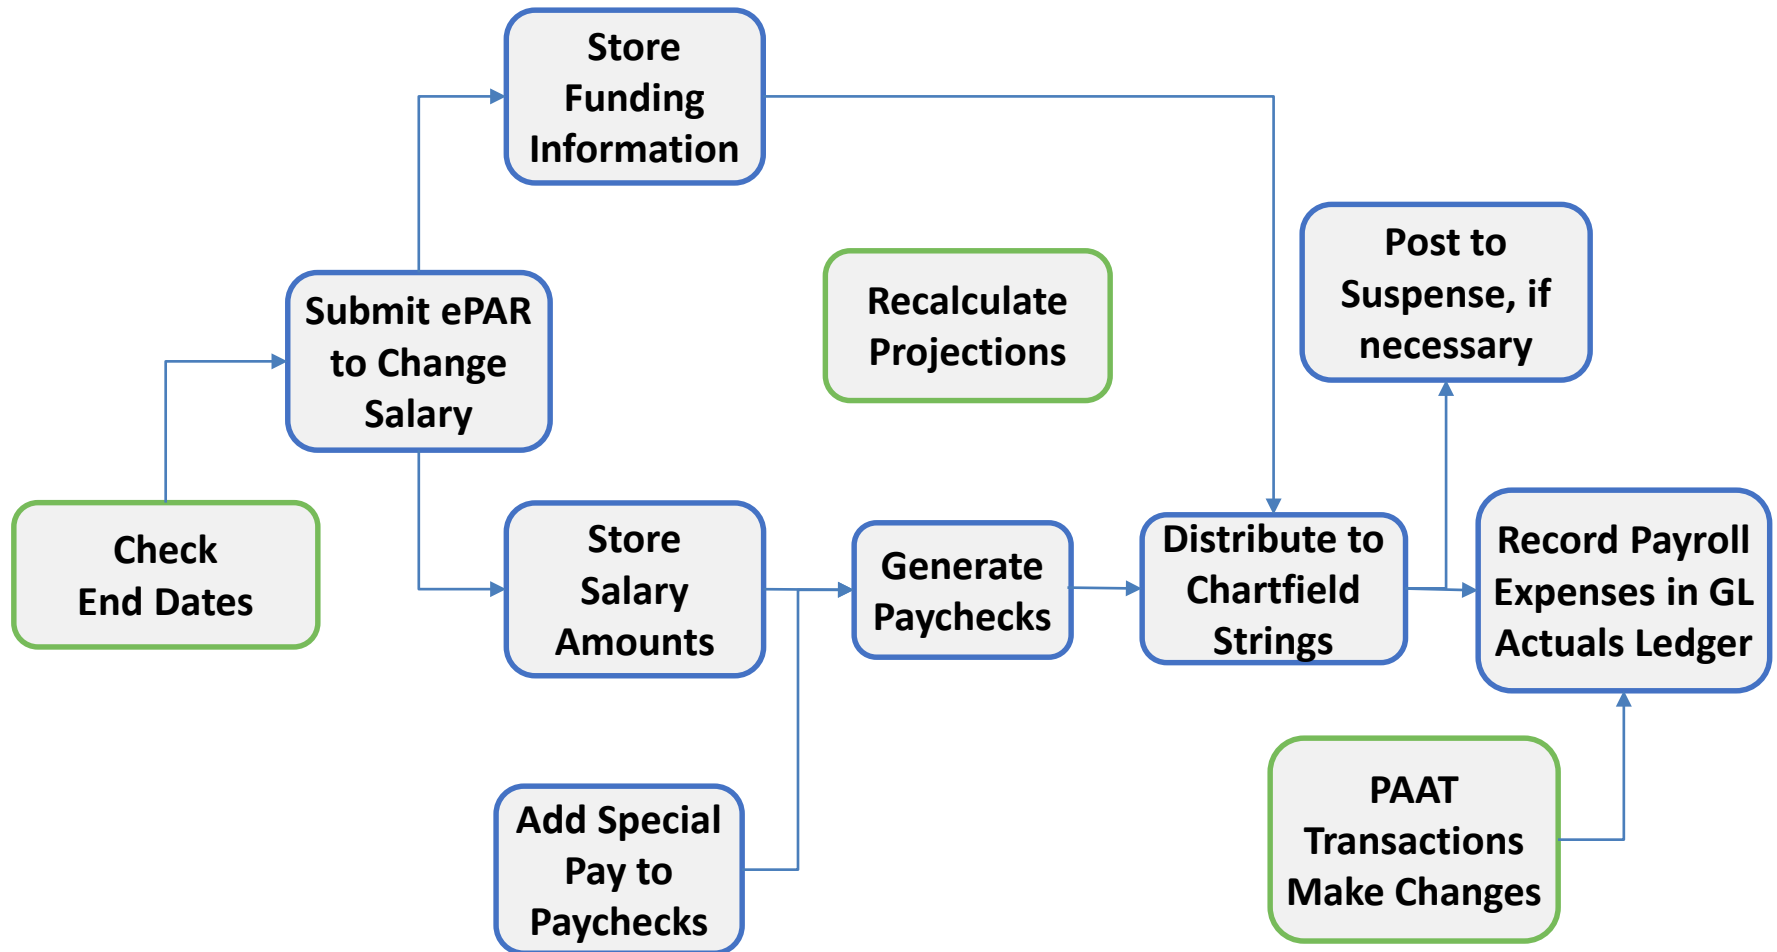 Store
Funding
Information
Submit ePAR
to Change
Salary
Check
End Dates
Store
Salary
Amounts
Add Special
Pay to
Paychecks
Recalculate
Projections
Generate
Paychecks
Distribute to
Chartfield
Strings
Post to
Suspense, if
necessary
Record Payroll
Expenses in GL
Actuals Ledger
PAAT
Transactions
Make Changes